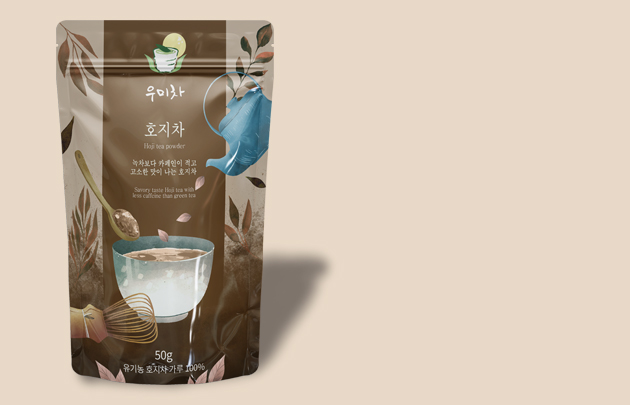 우미차
호지차
Hoji tea powder
녹차보다 카페인이 적고
고소한 맛이 나는 호지차
Savory taste Hoji tea with
less caffeine than green tea
50g
유기농 호지차 가루 100%